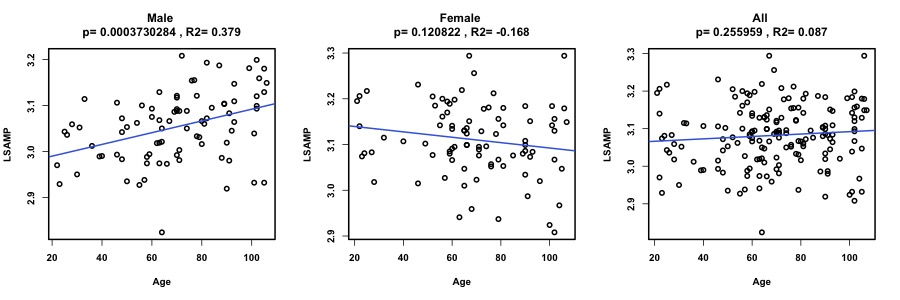 Male
p= 0.0003730284 , R2= 0.379
3.2
3.1
3.0
2.9
LSAMP
20 40 60 80 100
Age
Female
p= 0.120822 , R2= -0.168
3.3
3.2
3.1
3.0
2.9
LSAMP
20 40 60 80 100
Age
All
p= 0.255959 , R2= 0.087
3.3
3.2
3.1
3.0
2.9
LSAMP
20 40 60 80 100
Age